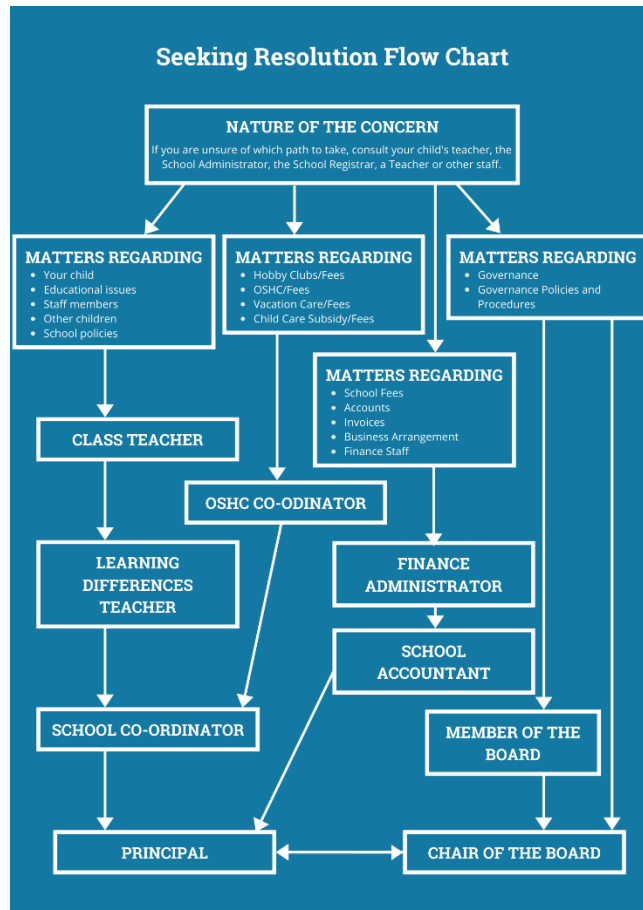 Seeking Resolution Flow Chart
NATURE OF THE CONCERN
If you are unsure of which path to take, consult your child's teacher, the
School Administrator, the School Registrar, a Teacher or other staff.
MATTERS REGARDING
Your child
Educational issues
Staff members
Other children
School policies
MATTERS REGARDING
Hobby Clubs/Fees
OSHC/Fees
Vacation Care/Fees
Child Care Subsidy/Fees
MATTERS REGARDING
Governance
Governance Policies and
Procedures
MATTERS REGARDING
School Fees
Accounts
Invoices
Business Arrangement
Finance Staff
CLASS TEACHER
OSHC CO-ODINATOR
LEARNING
DIFFERENCES
TEACHER
FINANCE
ADMINISTRATOR
SCHOOL
ACCOUNTANT
SCHOOL CO-ORDINATOR
MEMBER OF THE
BOARD
PRINCIPAL
CHAIR OF THE BOARD